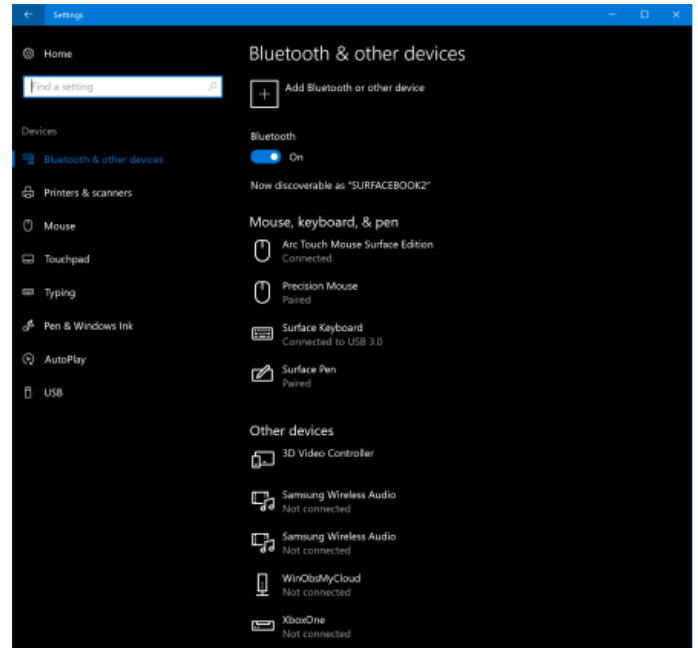 Settings
Home
Find a setting
Devices
Bluetooth & other devices
Printers & scanners
Mouse
Touchpad
Typing
Pen & Windows Ink
AutoPlay
USB
Bluetooth & other devices
Add Bluetooth or other device
Bluetooth
On
Now discoverable as "SURFACEBOOK2"
Mouse, keyboard, & pen
Arc Touch Mouse Surface Edition
Connected
Precision Mouse
Paired
Surface Keyboard
Connected to USB 3.0
Surface Pen
Paired
Other devices
3D Video Controller
Samsung Wireless Audio
Not connected
Samsung Wireless Audio
Not connected
WinObsMyCloud
Not connected
XboxOne
Not connected